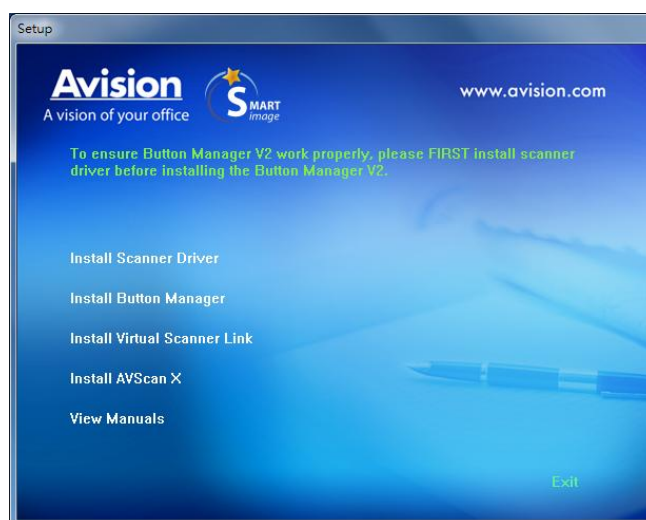 Setup
Avision
A vision of your office
SMART
image
www.avision.com
To ensure Button Manager V2 work properly, please FIRST install scanner
driver before installing the Button Manager V2.
Install Scanner Driver
Install Button Manager
Install Virtual Scanner Link
Install AVScan X
View Manuals
Exit